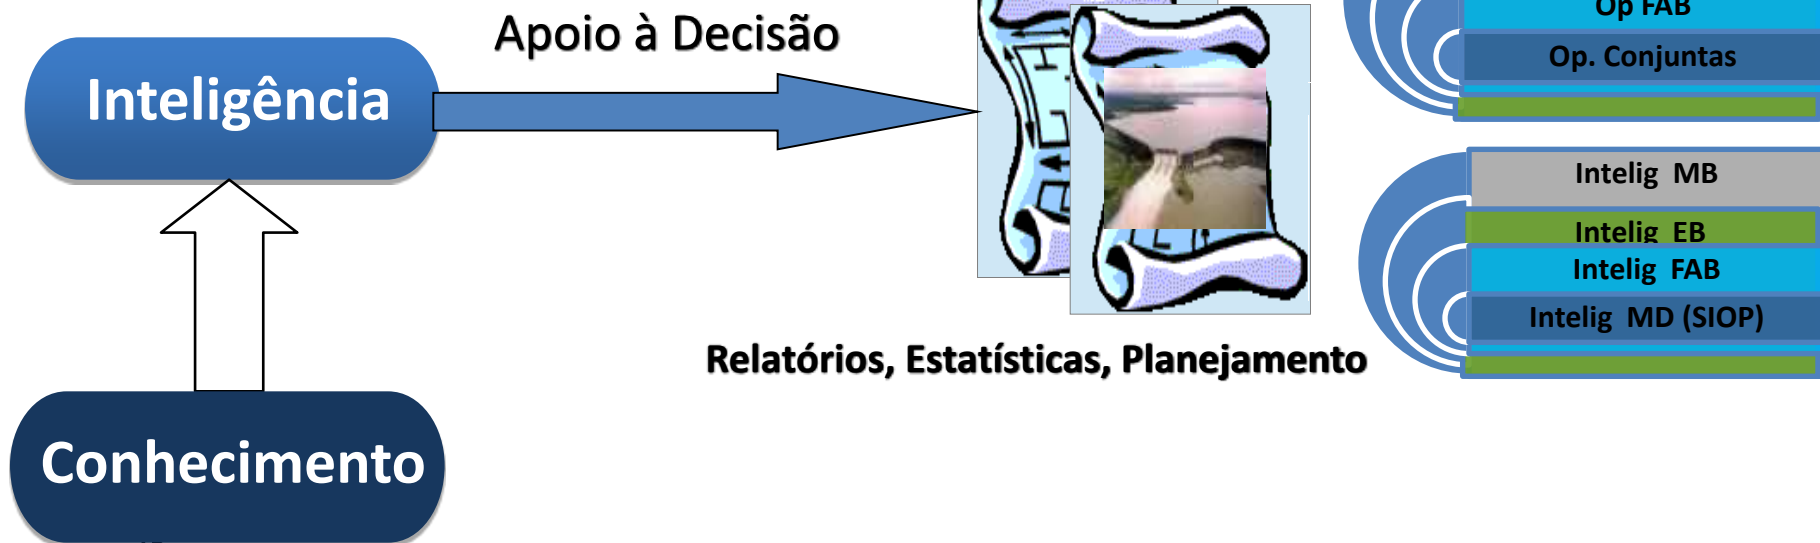 Apoio à Decisão
Inteligência
Conhecimento
Relatórios, Estatísticas, Planejamento
Op FAB
Op. Conjuntas
Intelig MB
Intelig EB
Intelig FAB
Intelig MD (SIOP)